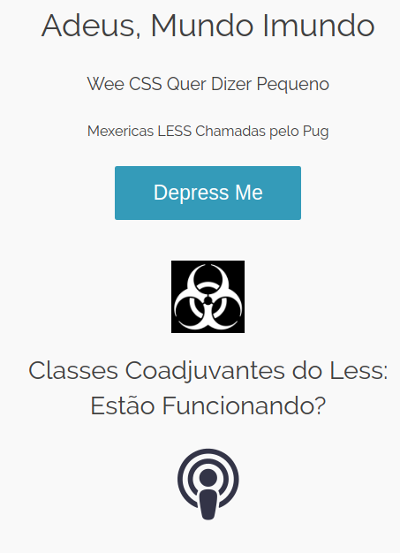 Adeus, Mundo Imundo
Wee CSS Quer Dizer Pequeno
Mexericas LESS Chamadas pelo Pug
Depress Me
Classes Coadjuvantes do Less:
Estão Funcionando?